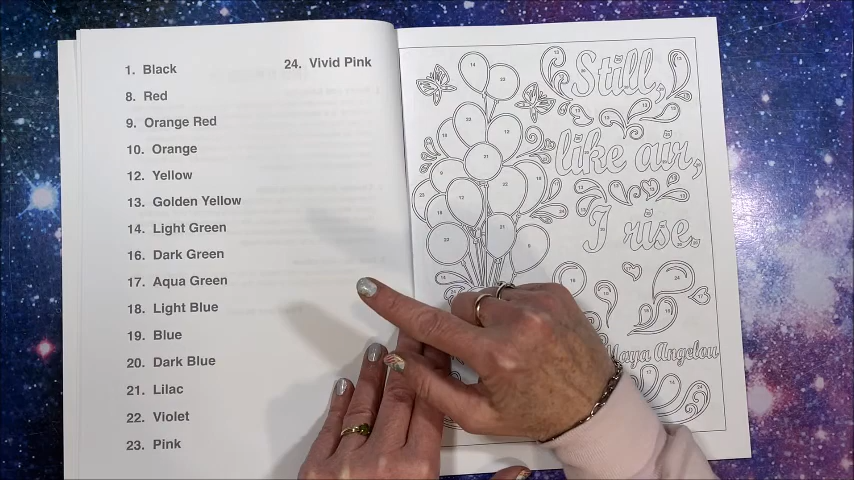 1. Black
8. Red
9. Orange Red
10. Orange
12. Yellow
13. Golden Yellow
14. Light Green
16. Dark Green
17. Aqua Green
18. Light Blue
19. Blue
20. Dark Blue
21. Lilac
22. Violet
23. Pink
24. Vivid Pink
Still,
like air,
I rise
Maya Angelou